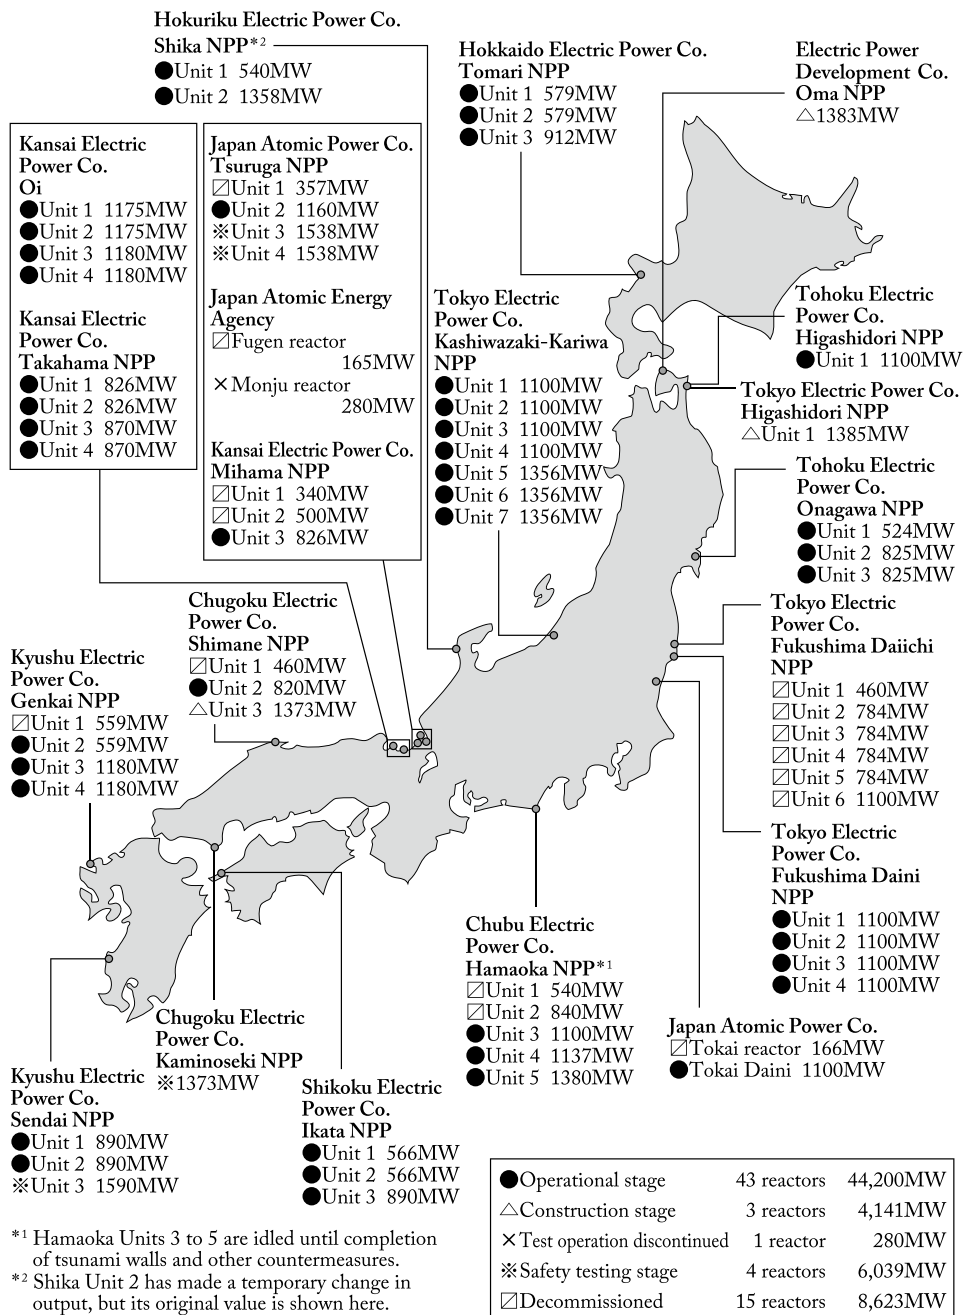 Hokuriku Electric Power Co.
Shika NPP*2
●Unit 1 540MW
●Unit 2 1358MW
Hokkaido Electric Power Co.
Tomari NPP
●Unit 1 579MW
●Unit 2 579MW
●Unit 3 912MW
Electric Power
Development Co.
Oma NPP
△1383MW
Kansai Electric
Power Co.
Oi
●Unit 1 1175MW
●Unit 2 1175MW
●Unit 3 1180MW
●Unit 4 1180MW
Kansai Electric
Power Co.
Takahama NPP
●Unit 1 826MW
●Unit 2 826MW
●Unit 3 870MW
●Unit 4 870MW
Japan Atomic Power Co.
Tsuruga NPP
⧄Unit 1 357MW
●Unit 2 1160MW
※Unit 3 1538MW
※Unit 4 1538MW
Japan Atomic Energy
Agency
⧄Fugen reactor
165MW
×Monju reactor
280MW
Kansai Electric Power Co.
Mihama NPP
⧄Unit 1 340MW
⧄Unit 2 500MW
●Unit 3 826MW
Tokyo Electric
Power Co.
Kashiwazaki-Kariwa
NPP
●Unit 1 1100MW
●Unit 2 1100MW
●Unit 3 1100MW
●Unit 4 1100MW
●Unit 5 1356MW
●Unit 6 1356MW
●Unit 7 1356MW
Tohoku Electric
Power Co.
Higashidori NPP
●Unit 1 1100MW
Tokyo Electric Power Co.
Higashidori NPP
△Unit 1 1385MW
Tohoku Electric
Power Co.
Onagawa NPP
●Unit 1 524MW
●Unit 2 825MW
●Unit 3 825MW
Tokyo Electric
Power Co.
Fukushima Daiichi
NPP
⧄Unit 1 460MW
⧄Unit 2 784MW
⧄Unit 3 784MW
⧄Unit 4 784MW
⧄Unit 5 784MW
⧄Unit 6 1100MW
Tokyo Electric
Power Co.
Fukushima Daini
NPP
●Unit 1 1100MW
●Unit 2 1100MW
●Unit 3 1100MW
●Unit 4 1100MW
Chugoku Electric
Power Co.
Shimane NPP
⧄Unit 1 460MW
●Unit 2 820MW
△Unit 3 1373MW
Kyushu Electric
Power Co.
Genkai NPP
⧄Unit 1 559MW
●Unit 2 559MW
●Unit 3 1180MW
●Unit 4 1180MW
Chubu Electric
Power Co.
Hamaoka NPP*1
⧄Unit 1 540MW
⧄Unit 2 840MW
●Unit 3 1100MW
●Unit 4 1137MW
●Unit 5 1380MW
Japan Atomic Power Co.
⧄Tokai reactor 166MW
●Tokai Daini 1100MW
Chugoku Electric
Power Co.
Kaminoseki NPP
※1373MW
Kyushu Electric
Power Co.
Sendai NPP
●Unit 1 890MW
●Unit 2 890MW
※Unit 3 1590MW
Shikoku Electric
Power Co.
Ikata NPP
●Unit 1 566MW
●Unit 2 566MW
●Unit 3 890MW
*1 Hamaoka Units 3 to 5 are idled until completion
of tsunami walls and other countermeasures.
*2 Shika Unit 2 has made a temporary change in
output, but its original value is shown here.
●Operational stage 43 reactors 44,200MW
△Construction stage 3 reactors 4,141MW
×Test operation discontinued 1 reactor 280MW
※Safety testing stage 4 reactors 6,039MW
⧄Decommissioned 15 reactors 8,623MW